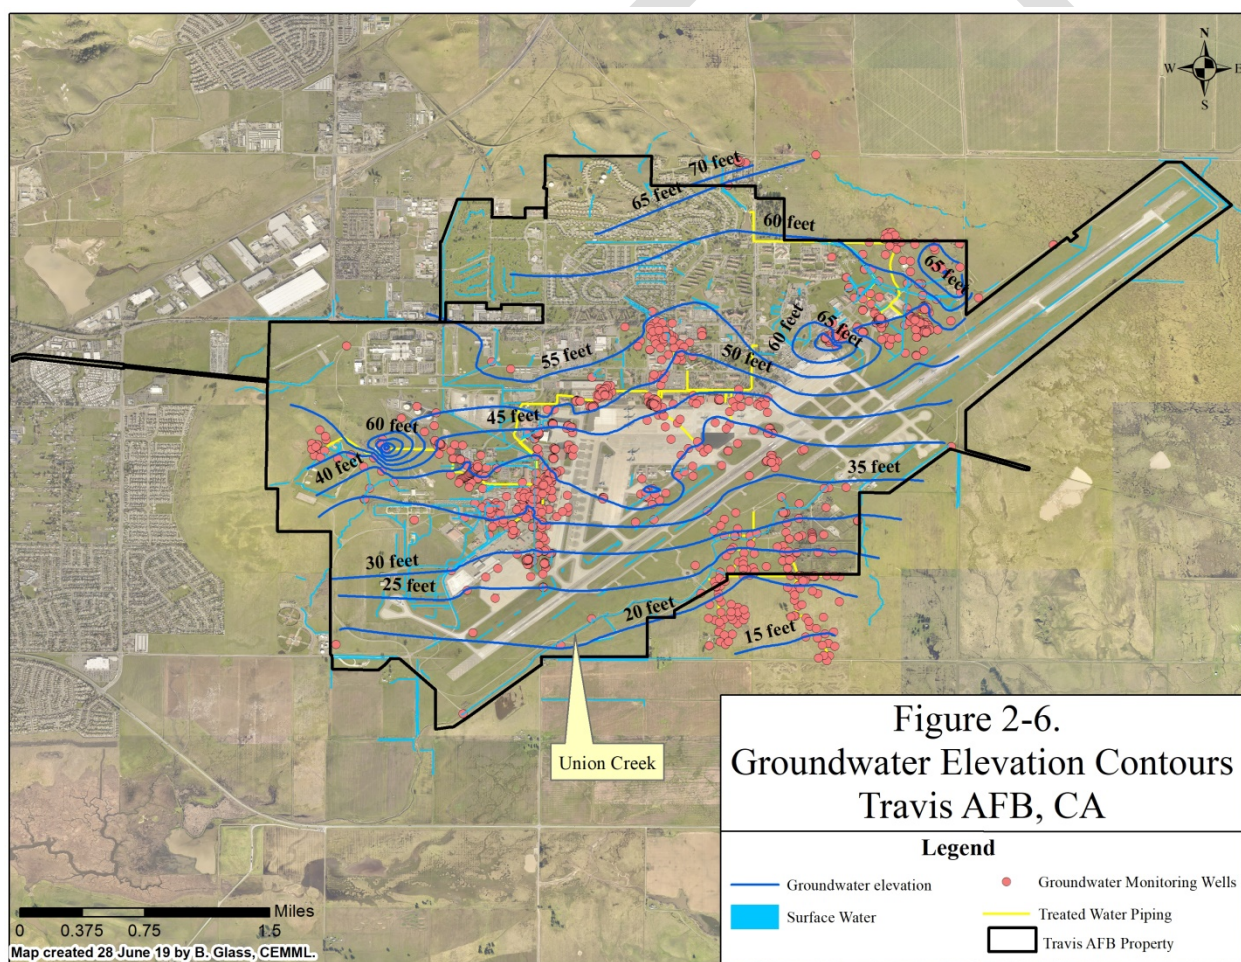 N
W E
S
70 feet
65 feet
60 feet
65 feet
65 feet
60 feet
55 feet
50 feet
45 feet
60 feet
40 feet
35 feet
30 feet
25 feet
20 feet
15 feet
Union Creek
Figure 2-6.
Groundwater Elevation Contours
Travis AFB, CA
Legend
Groundwater elevation
Groundwater Monitoring Wells
Surface Water
Treated Water Piping
Travis AFB Property
Miles
0 0.375 0.75 1.5
Map created 28 June 19 by B. Glass, CEMML.